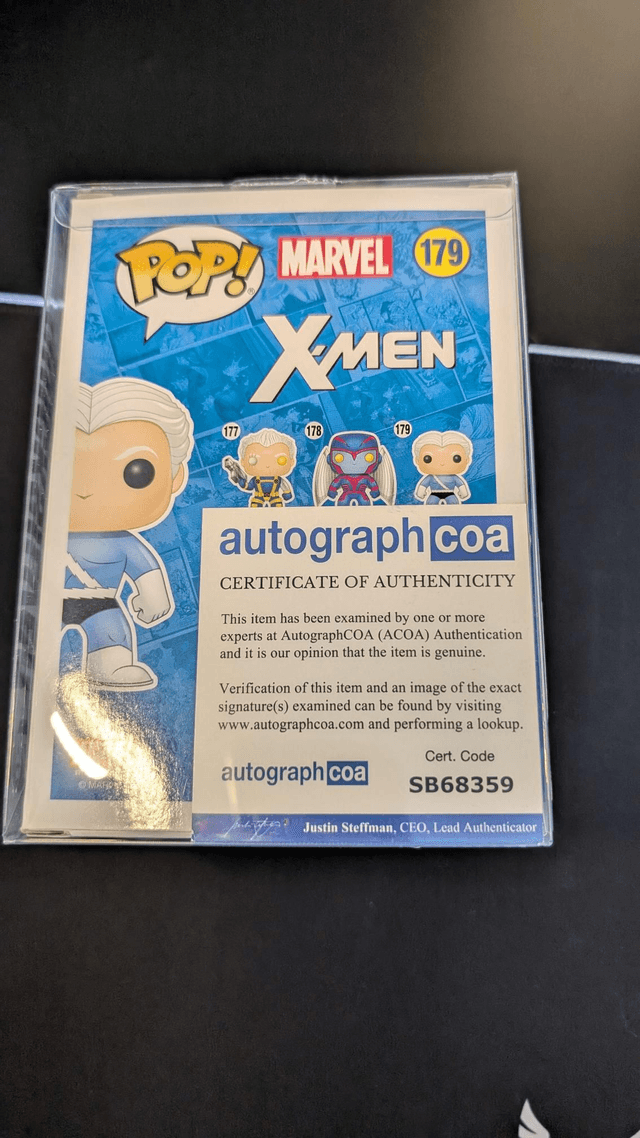 POP!
MARVEL
179
X-MEN
177
178
179
autograph coa
CERTIFICATE OF AUTHENTICITY
This item has been examined by one or more
experts at AutographCOA (ACOA) Authentication
and it is our opinion that the item is genuine.
Verification of this item and an image of the exact
signature(s) examined can be found by visiting
www.autographcoa.com and performing a lookup.
autograph coa
Cert. Code
SB68359
Justin Steffman, CEO, Lead Authenticator